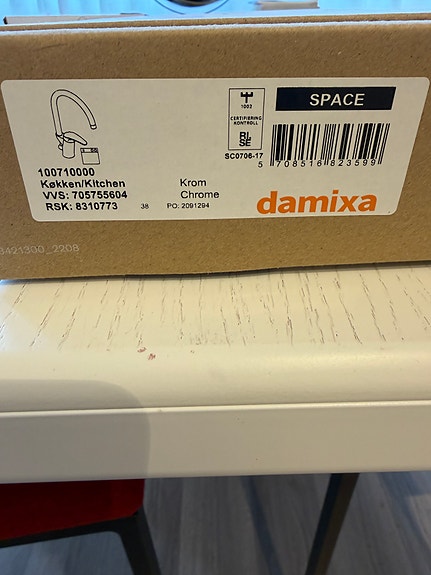 SPACE
1002
CERTIFIERING
KONTROLL
RI
SE
SC0706-17
5 708516 823599
100710000
Køkken/Kitchen
Krom
VVS: 705755604
Chrome
RSK: 8310773
38
PO: 2091294
damixa
3421300_2208